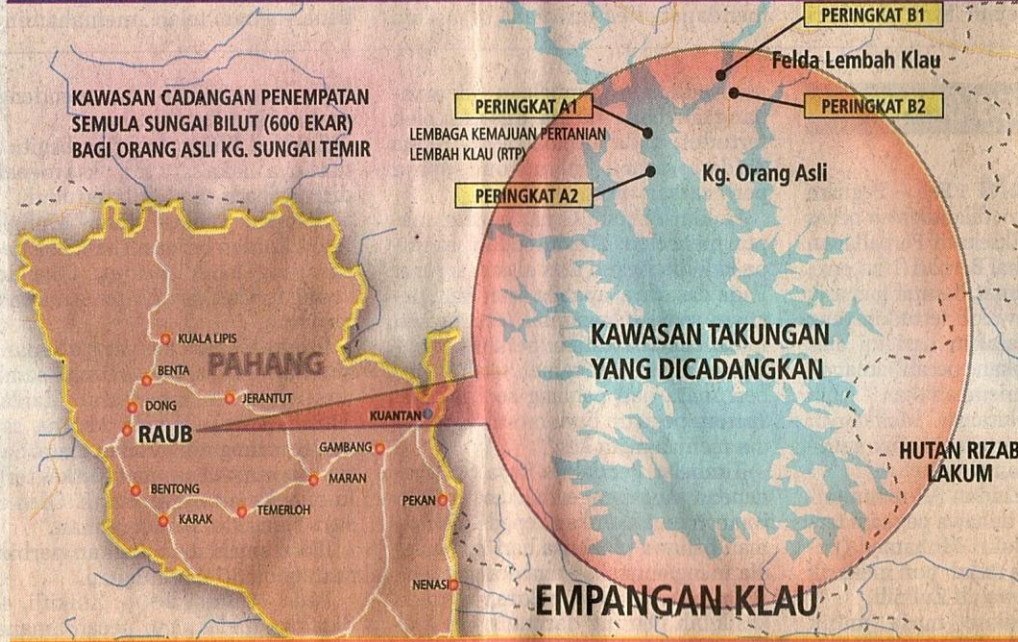 KAWASAN CADANGAN PENEMPATAN
SEMULA SUNGAI BILUT (600 EKAR)
BAGI ORANG ASLI KG. SUNGAI TEMIR
PERINGKAT B1
Felda Lembah Klau
PERINGKAT A1
PERINGKAT B2
LEMBAGA KEMAJUAN PERTANIAN
LEMBAH KLAU (RTP)
Kg. Orang Asli
PERINGKAT A2
KAWASAN TAKUNGAN
YANG DICADANGKAN
KUALA LIPIS
PAHANG
BENTA
JERANTUT
DONG
KUANTAN
RAUB
GAMBANG
MARAN
HUTAN RIZAB
LAKUM
BENTONG
PEKAN
TEMERLOH
KARAK
NENASI
EMPANGAN KLAU